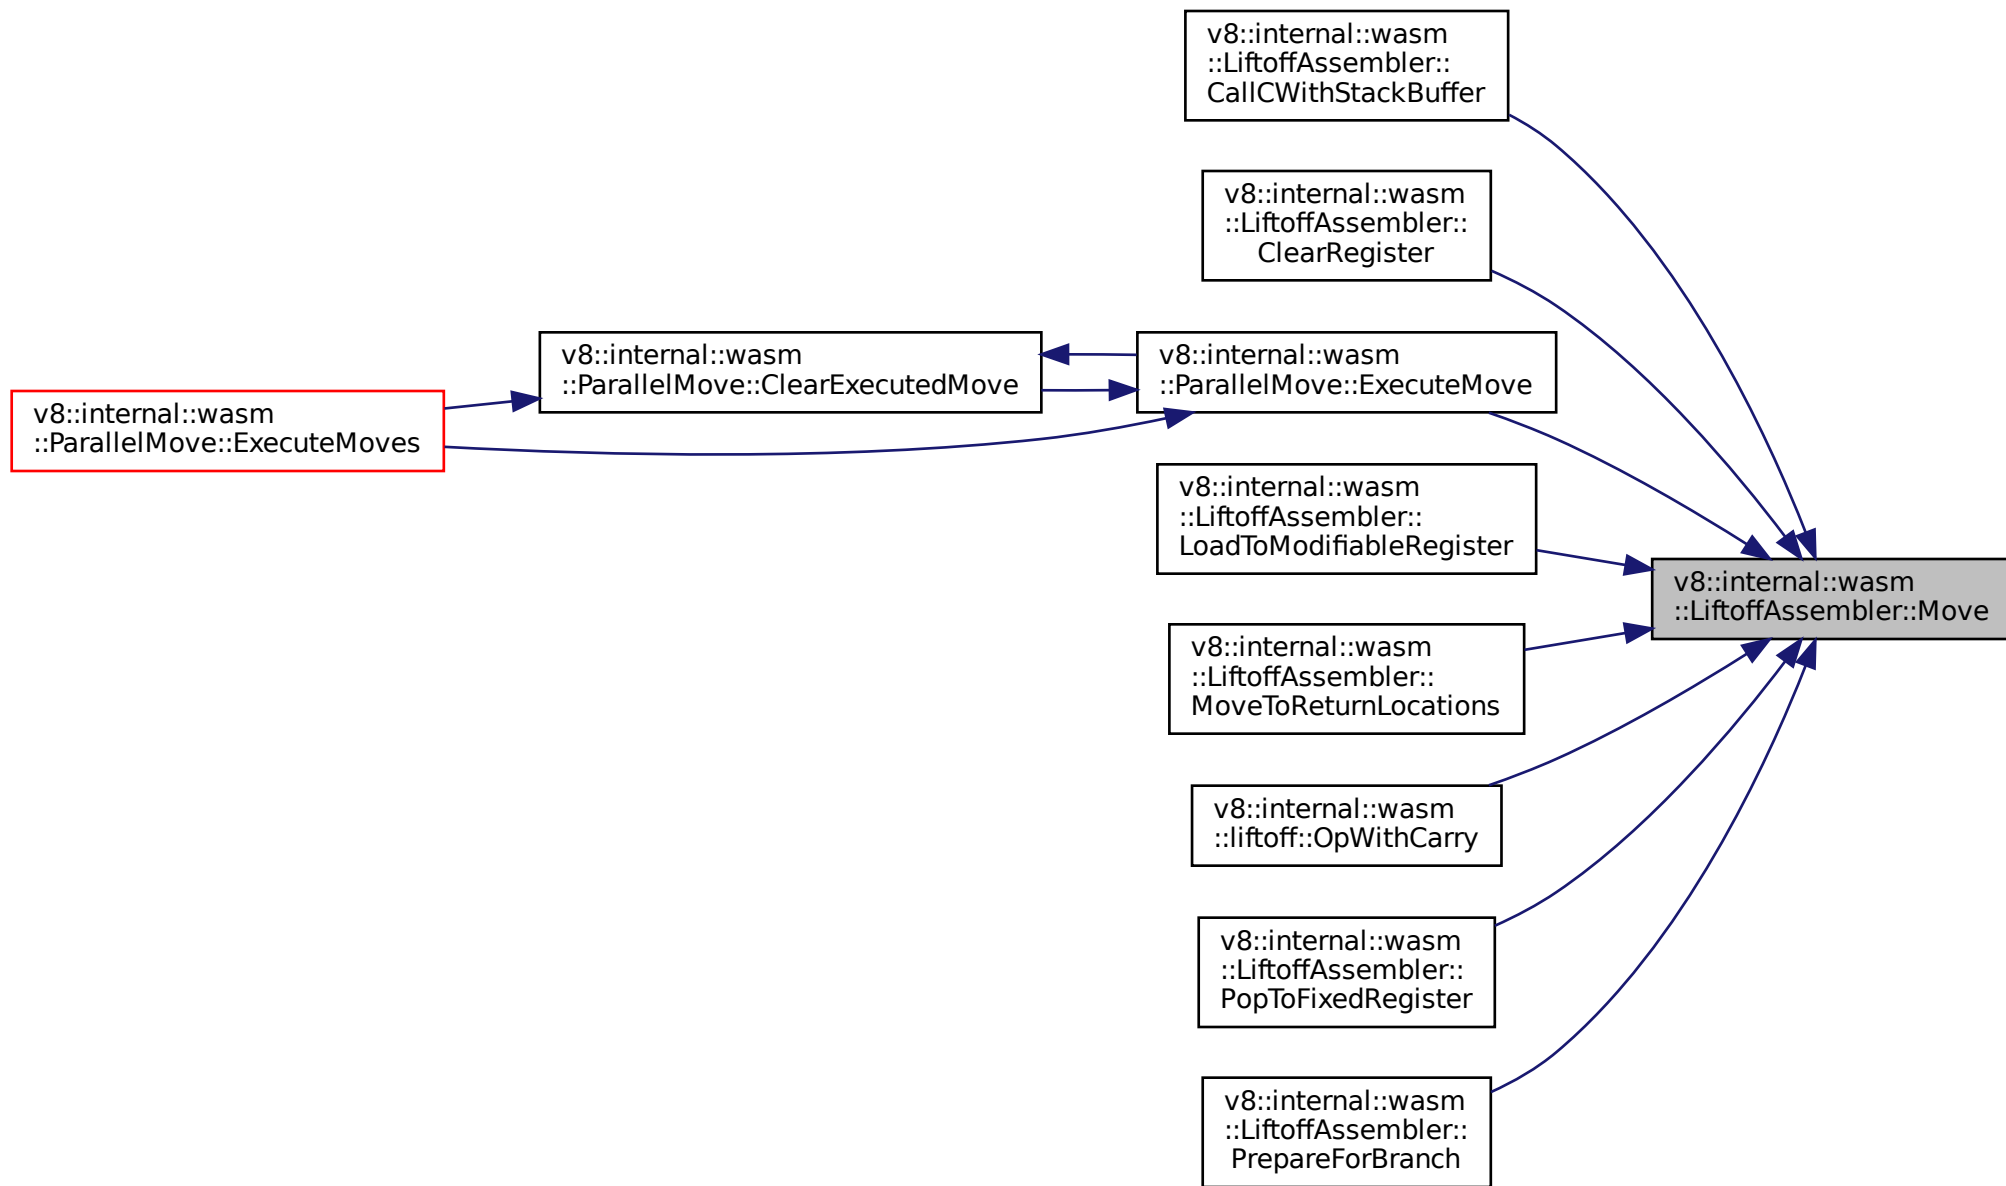 v8::internal::wasm
::LiftoffAssembler::
CallCWithStackBuffer
v8::internal::wasm
::LiftoffAssembler::
ClearRegister
v8::internal::wasm
::ParallelMove::ExecuteMoves
v8::internal::wasm
::ParallelMove::ClearExecutedMove
v8::internal::wasm
::ParallelMove::ExecuteMove
v8::internal::wasm
::LiftoffAssembler::
LoadToModifiableRegister
v8::internal::wasm
::LiftoffAssembler::Move
v8::internal::wasm
::LiftoffAssembler::
MoveToReturnLocations
v8::internal::wasm
::liftoff::OpWithCarry
v8::internal::wasm
::LiftoffAssembler::
PopToFixedRegister
v8::internal::wasm
::LiftoffAssembler::
PrepareForBranch